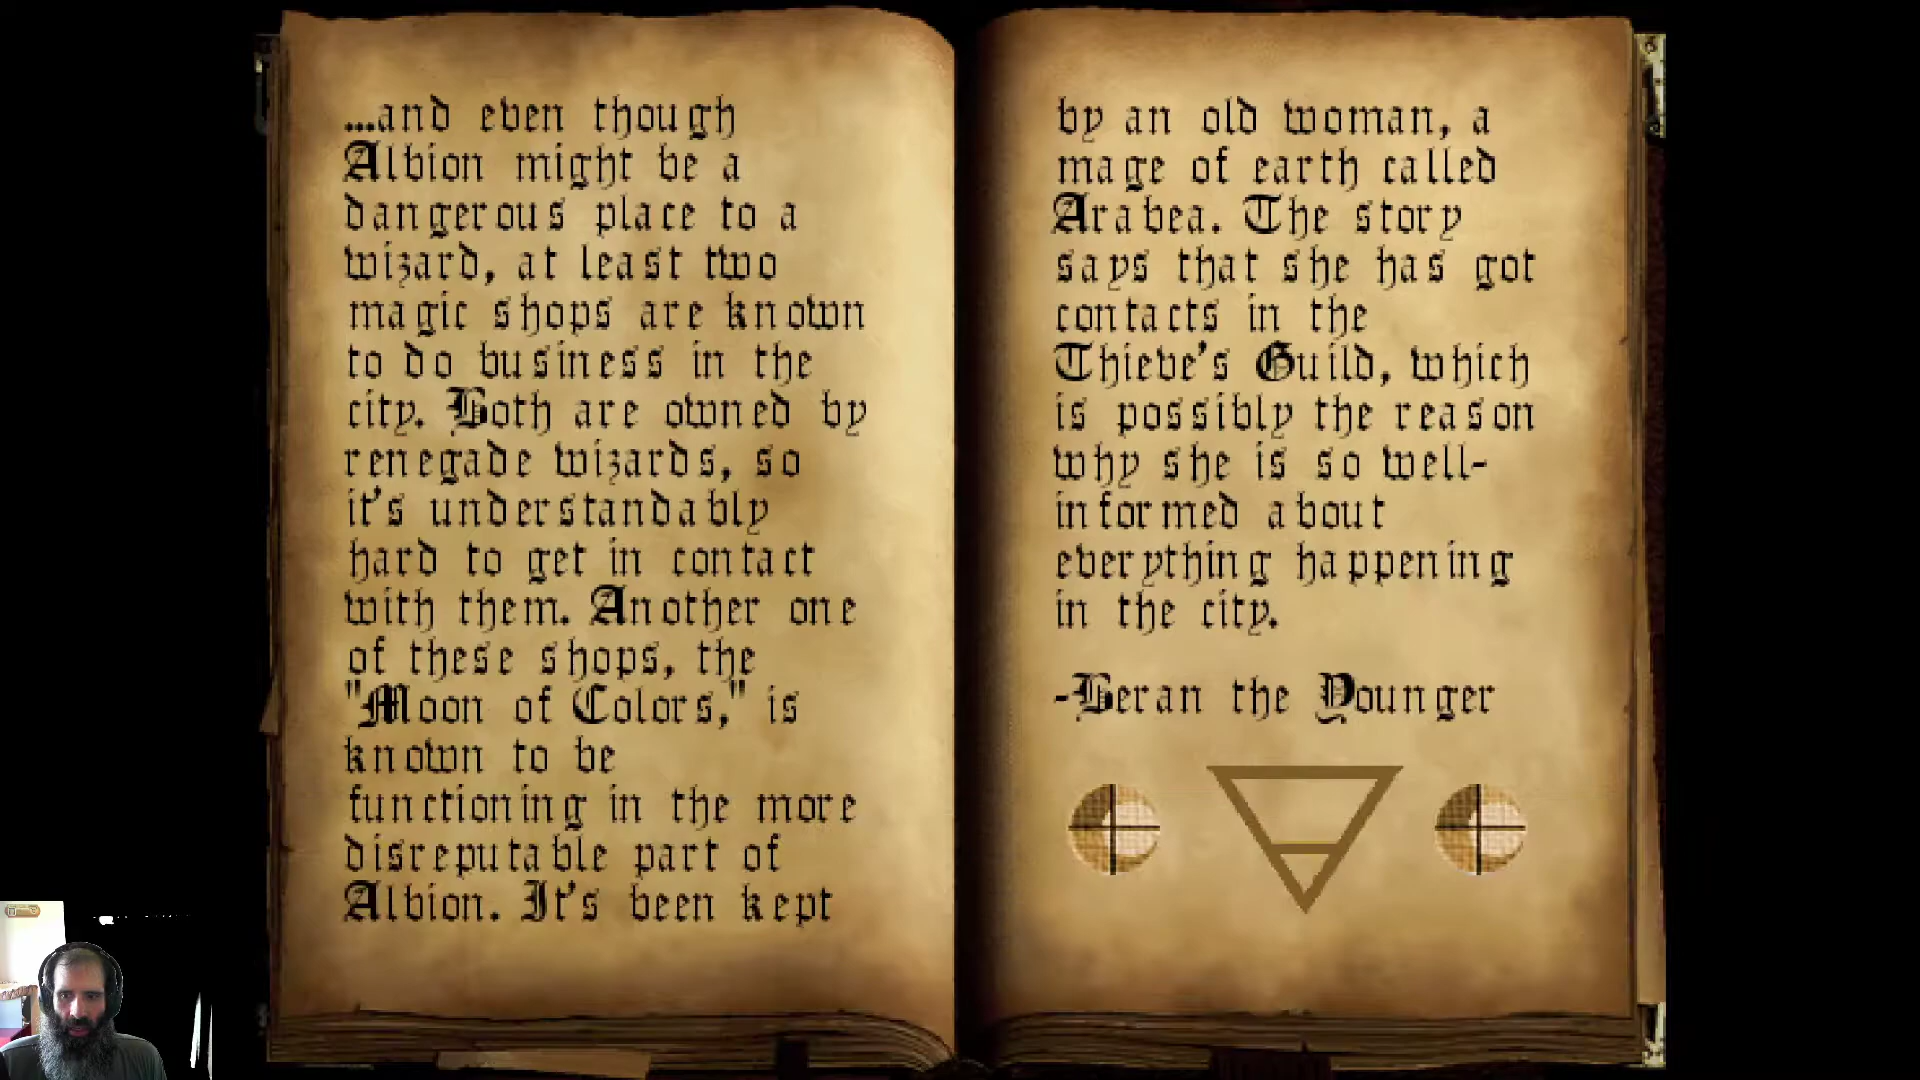 ...and even though
Albion might be a
dangerous place to a
wizard, at least two
magic shops are known
to do business in the
city. Both are owned by
renegade wizards, so
it's understandably
hard to get in contact
with them. Another one
of these shops, the
"Moon of Colors," is
known to be
functioning in the more
disreputable part of
Albion. It's been kept
by an old woman, a
mage of earth called
Arabea. The story
says that she has got
contacts in the
Thieve's Guild, which
is possibly the reason
why she is so well-
informed about
everything happening
in the city.
-Beran the Younger